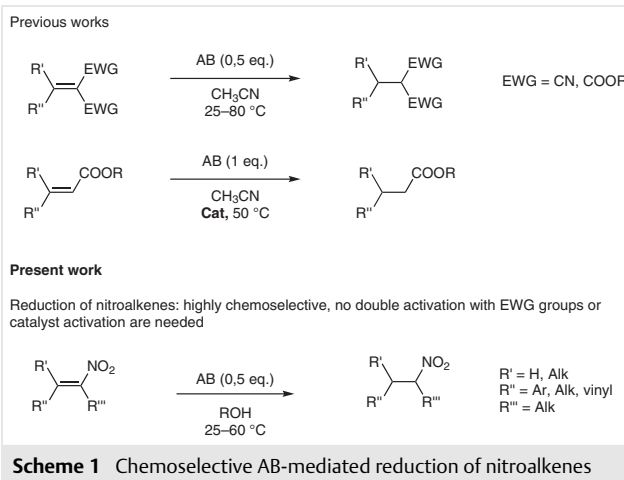 Previous works
R' EWG
R" EWG
AB (0,5 eq.)
CH₃CN
25–80 °C
R' EWG
R" EWG
EWG = CN, COOR
R' COOR
R"
AB (1 eq.)
CH₃CN
Cat, 50 °C
R' COOR
R"
Present work
Reduction of nitroalkenes: highly chemoselective, no double activation with EWG groups or
catalyst activation are needed
R' NO₂
R" R'''
AB (0,5 eq.)
ROH
25–60 °C
R' NO₂
R" R'''
R' = H, Alk
R" = Ar, Alk, vinyl
R''' = Alk
Scheme 1 Chemoselective AB-mediated reduction of nitroalkenes